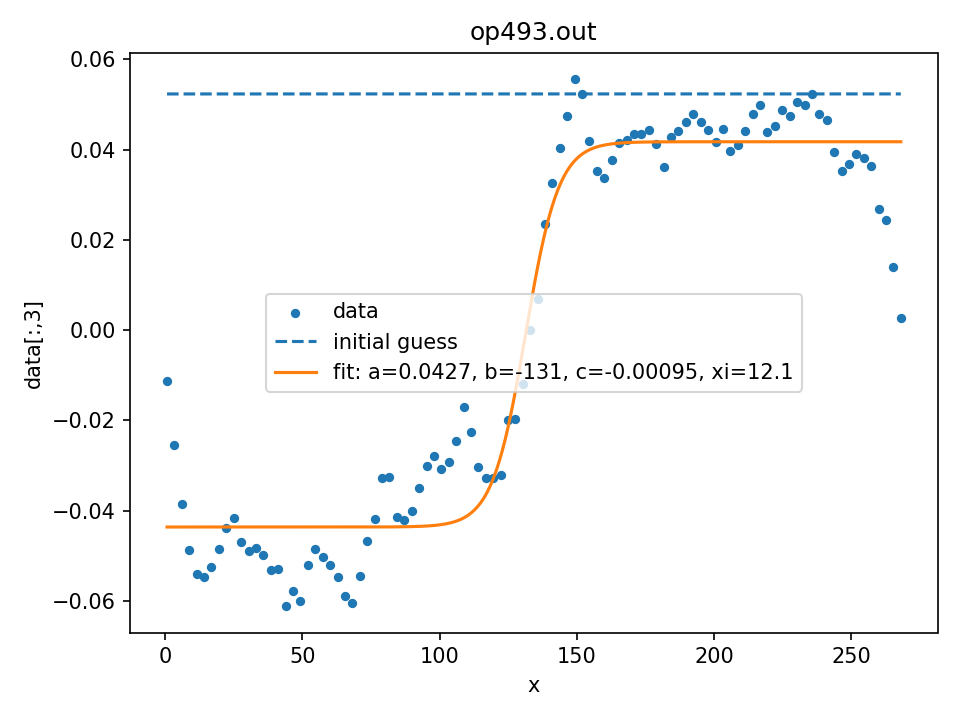 op493.out
0.06
0.04
0.02
0.00
−0.02
−0.04
−0.06
data[:,3]
data
initial guess
fit: a=0.0427, b=-131, c=-0.00095, xi=12.1
0 50 100 150 200 250
x